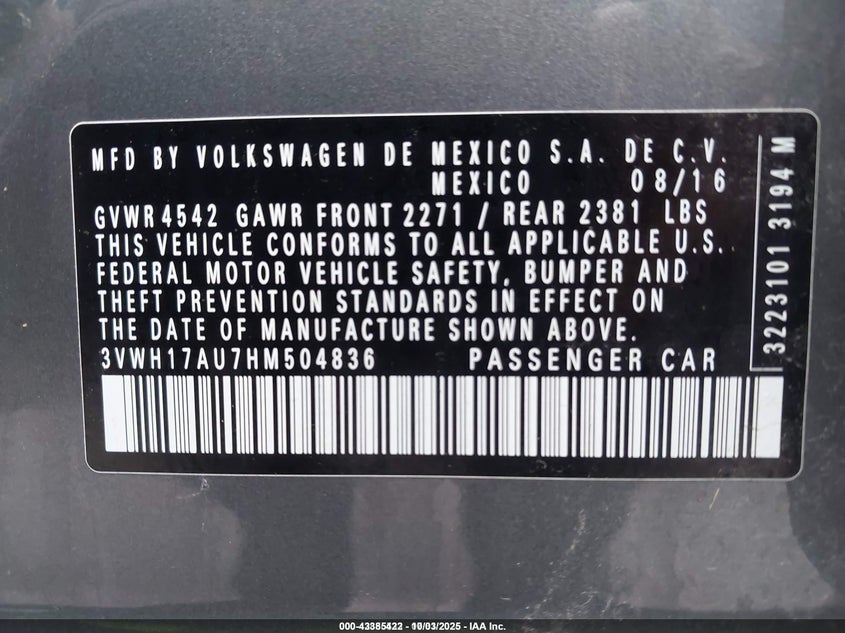 MFD BY VOLKSWAGEN DE MEXICO S.A. DE C.V.
MEXICO 08/16
GVWR 4542 GAWR FRONT 2271 / REAR 2381 LBS
THIS VEHICLE CONFORMS TO ALL APPLICABLE U.S.
FEDERAL MOTOR VEHICLE SAFETY, BUMPER AND
THEFT PREVENTION STANDARDS IN EFFECT ON
THE DATE OF MANUFACTURE SHOWN ABOVE.
3VWH17AU7HM504836 PASSENGER CAR
3223101 3194 M
000-43385422 - 10/03/2025 - IAA Inc.